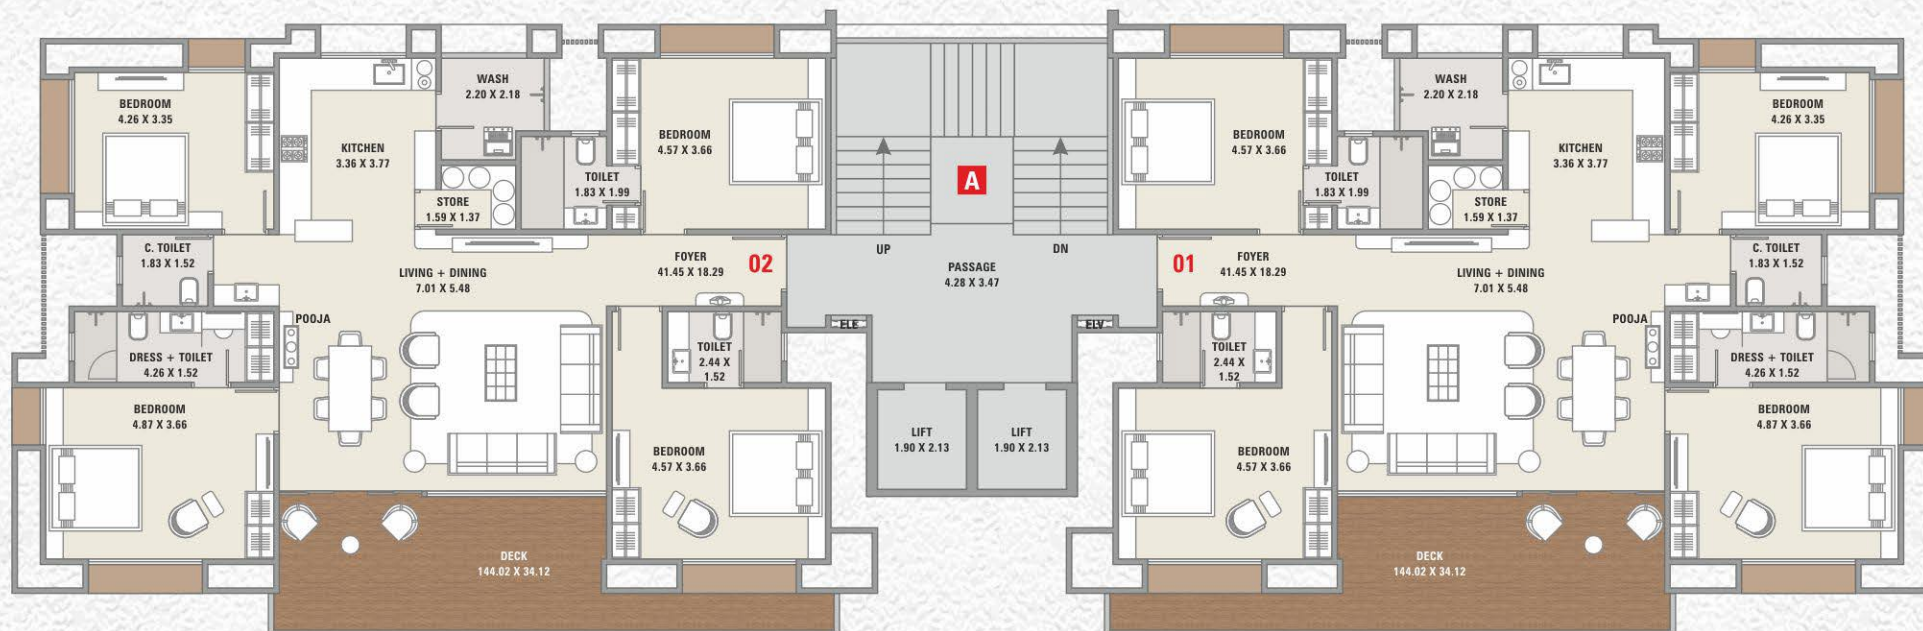 BEDROOM
4.26 X 3.35
KITCHEN
3.36 X 3.77
WASH
2.20 X 2.18
BEDROOM
4.57 X 3.66
TOILET
1.83 X 1.99
STORE
1.59 X 1.37
C. TOILET
1.83 X 1.52
LIVING + DINING
7.01 X 5.48
FOYER
41.45 X 18.29
02
POOJA
DRESS + TOILET
4.26 X 1.52
TOILET
2.44 X
1.52
BEDROOM
4.87 X 3.66
BEDROOM
4.57 X 3.66
DECK
144.02 X 34.12
A
UP
DN
PASSAGE
4.28 X 3.47
ELE
ELV
LIFT
1.90 X 2.13
LIFT
1.90 X 2.13
BEDROOM
4.57 X 3.66
WASH
2.20 X 2.18
KITCHEN
3.36 X 3.77
BEDROOM
4.26 X 3.35
TOILET
1.83 X 1.99
STORE
1.59 X 1.37
01
FOYER
41.45 X 18.29
LIVING + DINING
7.01 X 5.48
C. TOILET
1.83 X 1.52
POOJA
TOILET
2.44 X
1.52
DRESS + TOILET
4.26 X 1.52
BEDROOM
4.57 X 3.66
BEDROOM
4.87 X 3.66
DECK
144.02 X 34.12